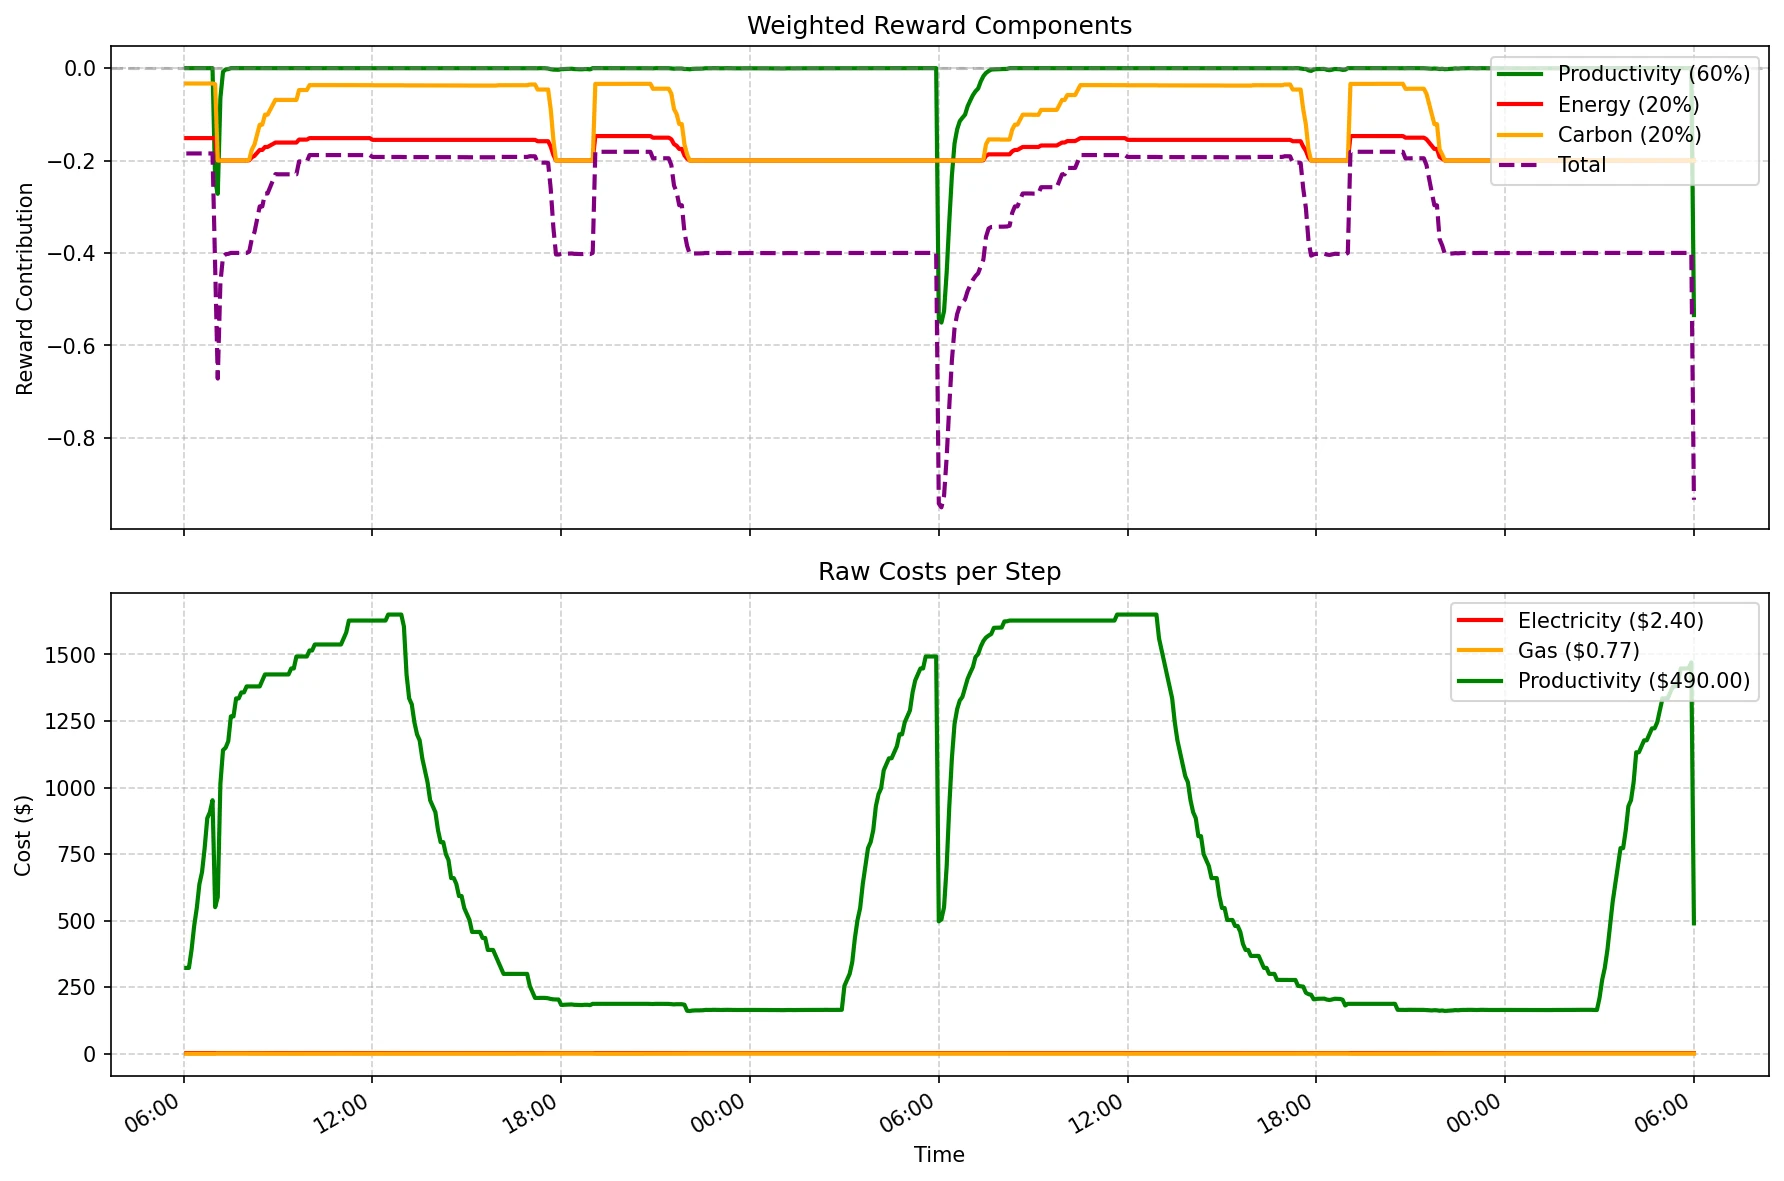 Weighted Reward Components
0.0
−0.2
−0.4
−0.6
−0.8
Reward Contribution
Productivity (60%)
Energy (20%)
Carbon (20%)
Total
Raw Costs per Step
1500
1250
1000
750
500
250
0
Cost ($)
Electricity ($2.40)
Gas ($0.77)
Productivity ($490.00)
06:00
12:00
18:00
00:00
06:00
12:00
18:00
00:00
06:00
Time